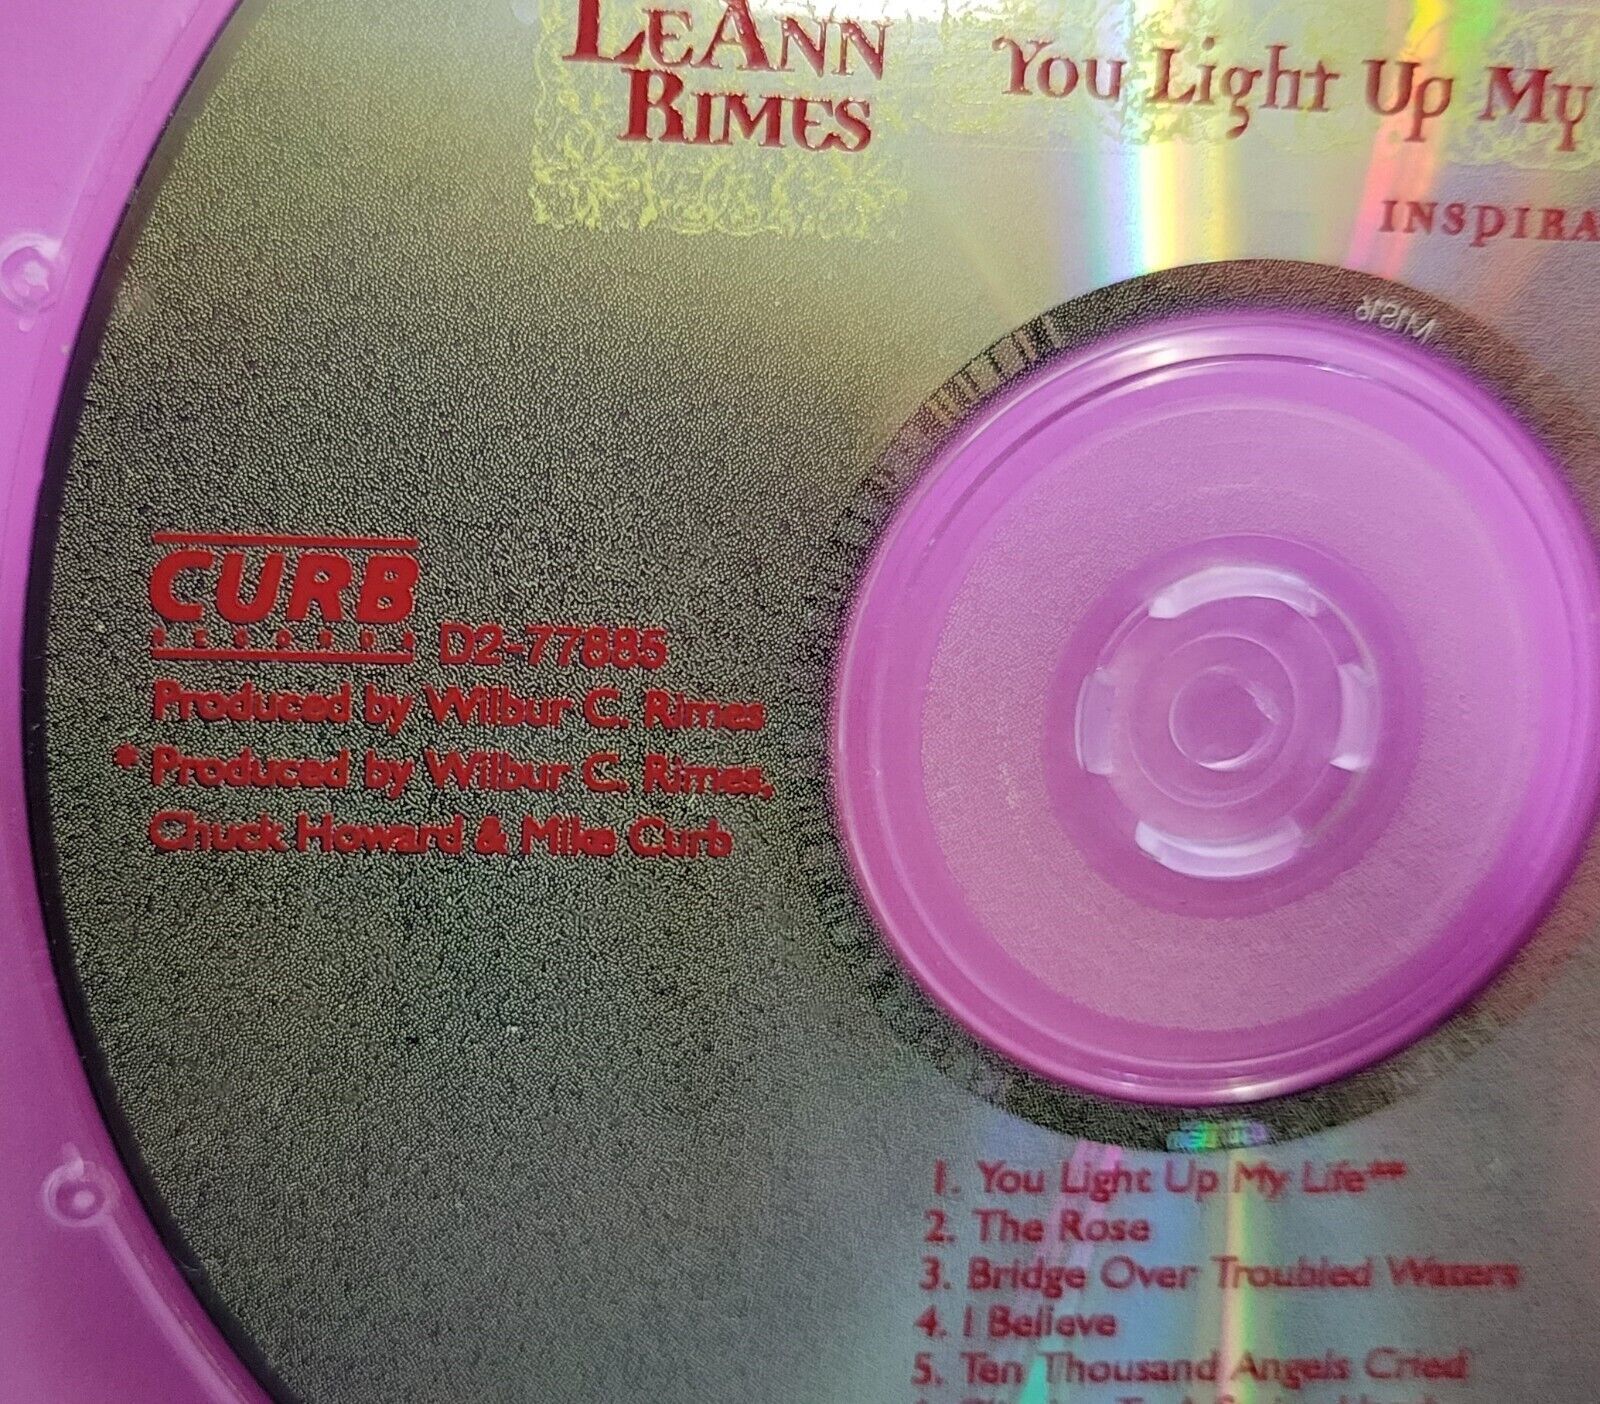 LeAnn
Rimes
You Light Up My
INSPIRA
CURB
RECORDS
D2-77885
Produced by Wilbur C. Rimes
* Produced by Wilbur C. Rimes,
Chuck Howard & Mike Curb
1. You Light Up My Life**
2. The Rose
3. Bridge Over Troubled Waters
4. I Believe
5. Ten Thousand Angels Cried